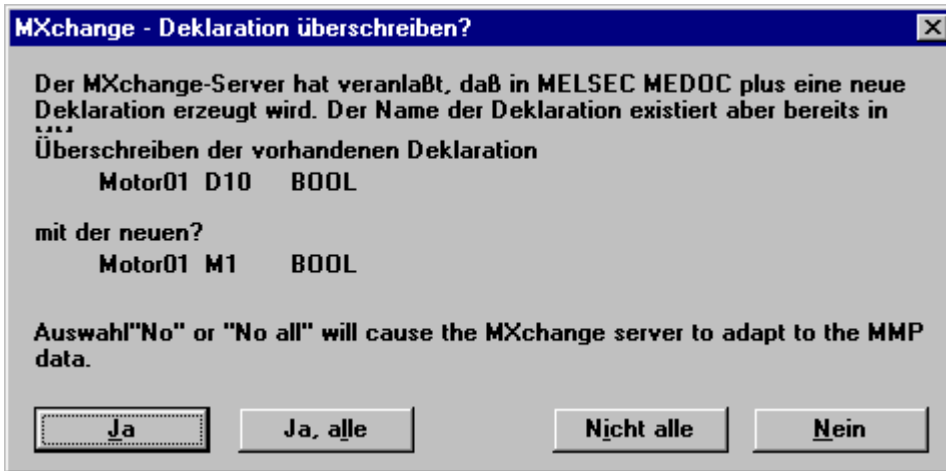 MXchange - Deklaration überschreiben?
Der MXchange-Server hat veranlaßt, daß in MELSEC MEDOC plus eine neue
Deklaration erzeugt wird. Der Name der Deklaration existiert aber bereits in
Überschreiben der vorhandenen Deklaration
Motor01 D10 BOOL
mit der neuen?
Motor01 M1 BOOL
Auswahl"No" or "No all" will cause the MXchange server to adapt to the MMP
data.
Ja Ja, alle Nicht alle Nein